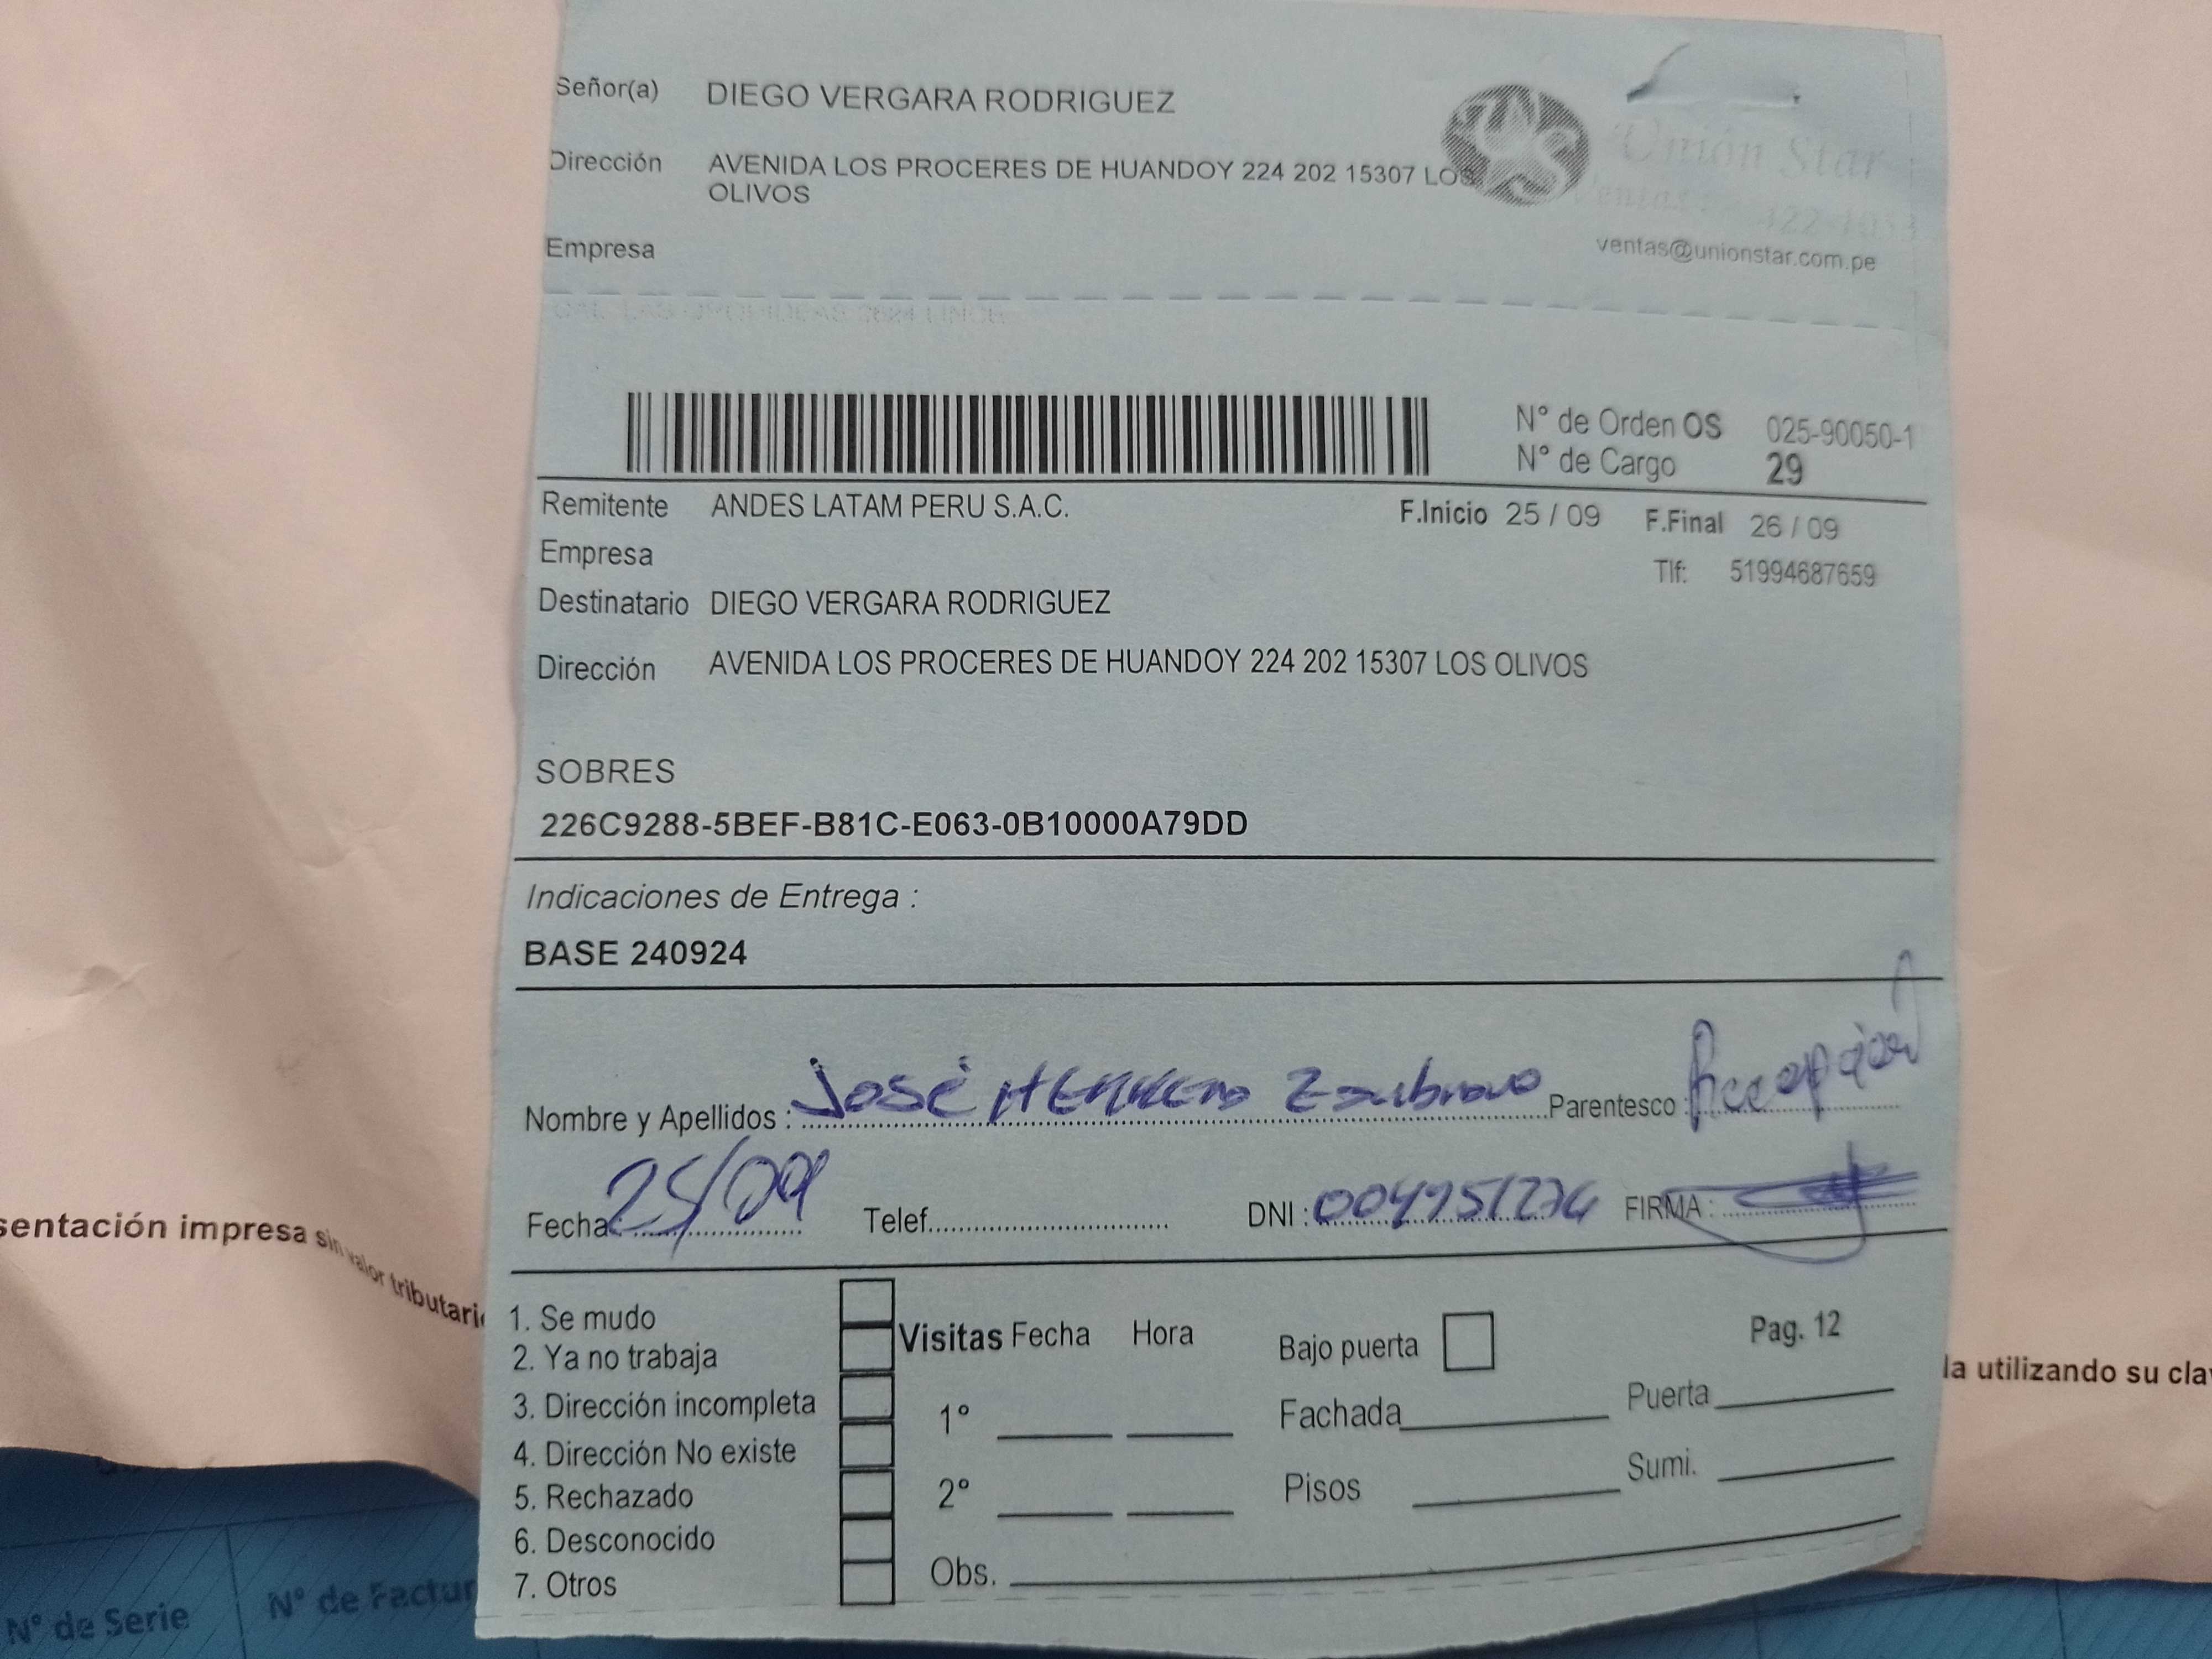 Señor(a) DIEGO VERGARA RODRIGUEZ
Dirección AVENIDA LOS PROCERES DE HUANDOY 224 202 15307 LOS
OLIVOS
Unión Star
Ventas:
ventas@unionstar.com.pe
Empresa
N° de Orden OS 025-90050-1
N° de Cargo 29
Remitente ANDES LATAM PERU S.A.C. F.Inicio 25 / 09 F.Final 26 / 09
Empresa Tlf: 51994687659
Destinatario DIEGO VERGARA RODRIGUEZ
Dirección AVENIDA LOS PROCERES DE HUANDOY 224 202 15307 LOS OLIVOS
SOBRES
226C9288-5BEF-B81C-E063-0B10000A79DD
Indicaciones de Entrega :
BASE 240924
Nombre y Apellidos : José Parentesco : Recepción
Fecha: 25/09 Telef. DNI : FIRMA :
1. Se mudo
2. Ya no trabaja
3. Dirección incompleta
4. Dirección No existe
5. Rechazado
6. Desconocido
7. Otros
Visitas Fecha Hora
1°
2°
Obs.
Bajo puerta Pag. 12
Fachada Puerta
Pisos Sumi.
sentación impresa sin valor tributari
la utilizando su cla
N° de Serie N° de Factur